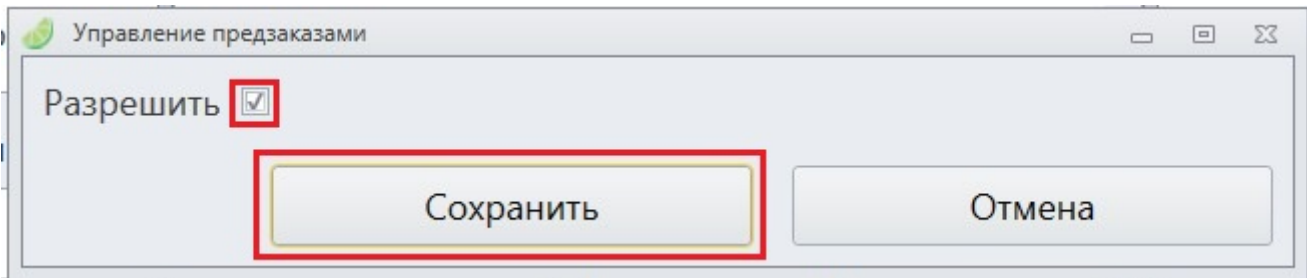 Управление предзаказами
Разрешить
Сохранить Отмена